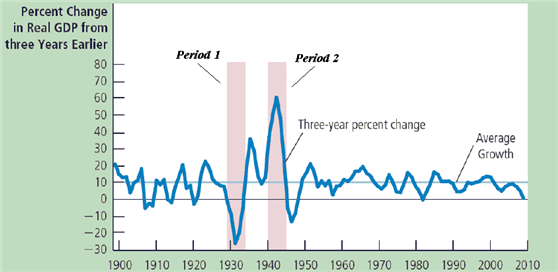 Percent Change
in Real GDP from
three Years Earlier
Period 1
Period 2
80
70
60
50
40
30
20
10
0
−10
−20
−30
Three-year percent change
Average
Growth
1900 1910 1920 1930 1940 1950 1960 1970 1980 1990 2000 2010